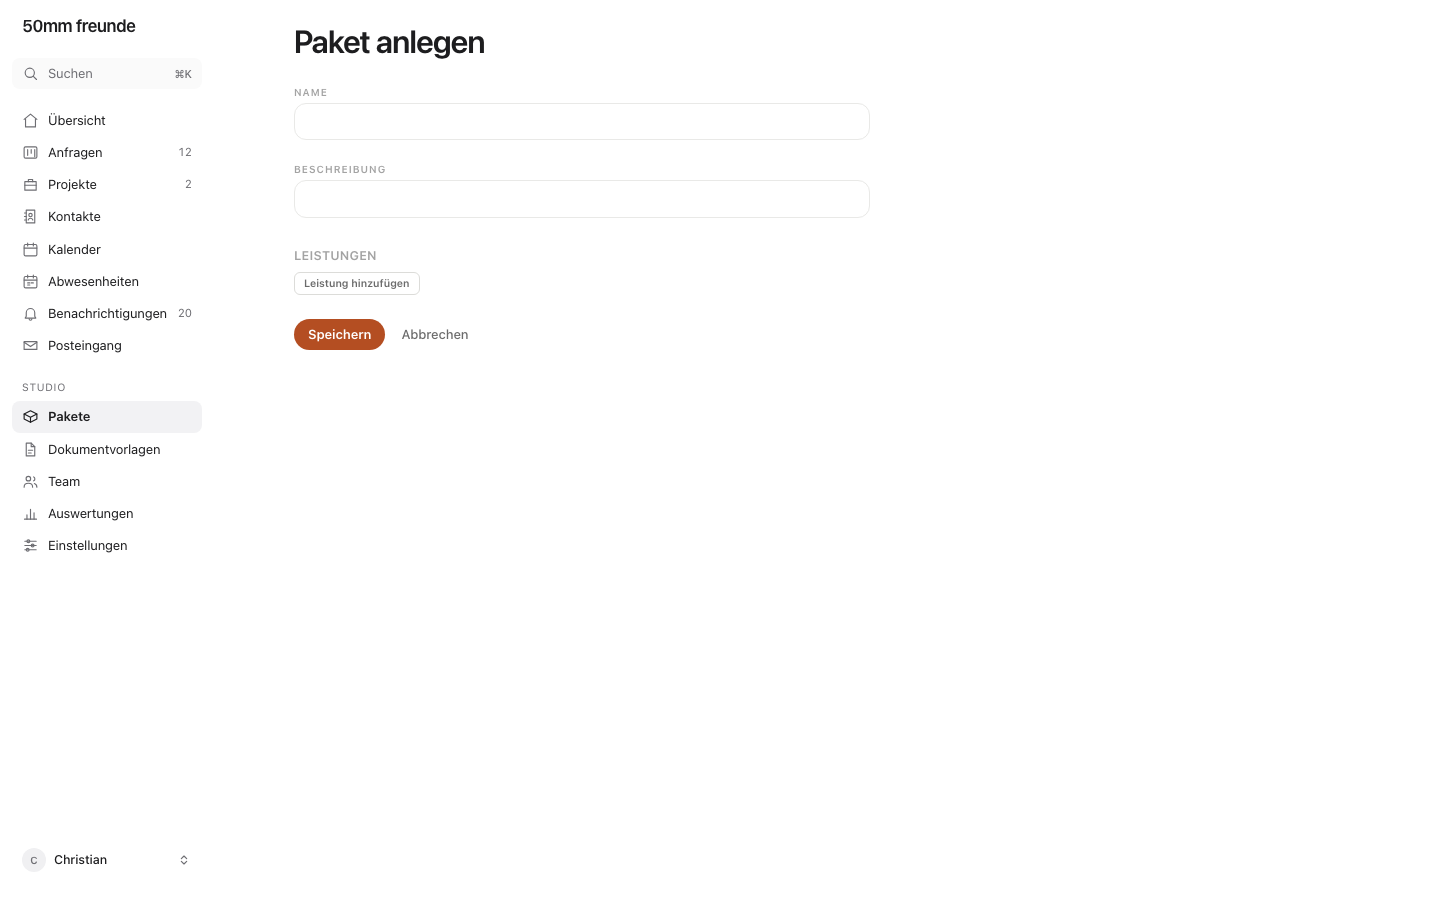 50mm freunde
Suchen ⌘K
Übersicht
Anfragen 12
Projekte 2
Kontakte
Kalender
Abwesenheiten
Benachrichtigungen 20
Posteingang
STUDIO
Pakete
Dokumentvorlagen
Team
Auswertungen
Einstellungen
C Christian
Paket anlegen
NAME
BESCHREIBUNG
LEISTUNGEN
Leistung hinzufügen
Speichern Abbrechen